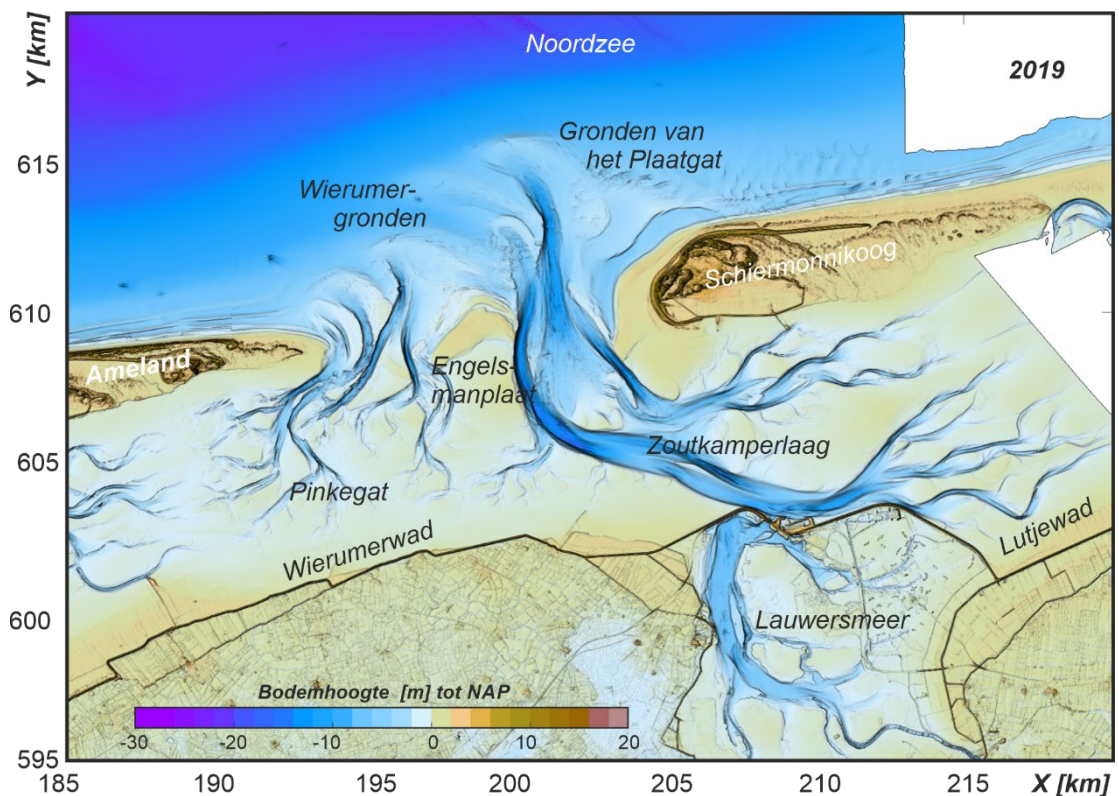 Y [km]
Noordzee
2019
615
Gronden van
het Plaatgat
Wierumer-
gronden
Schiermonnikoog
610
Ameland
Engels-
manplaat
605
Zoutkamperlaag
Pinkegat
Wierumerwad
Lutjewad
600
Lauwersmeer
Bodemhoogte [m] tot NAP
-30 -20 -10 0 10 20
595
185 190 195 200 205 210 215 X [km]